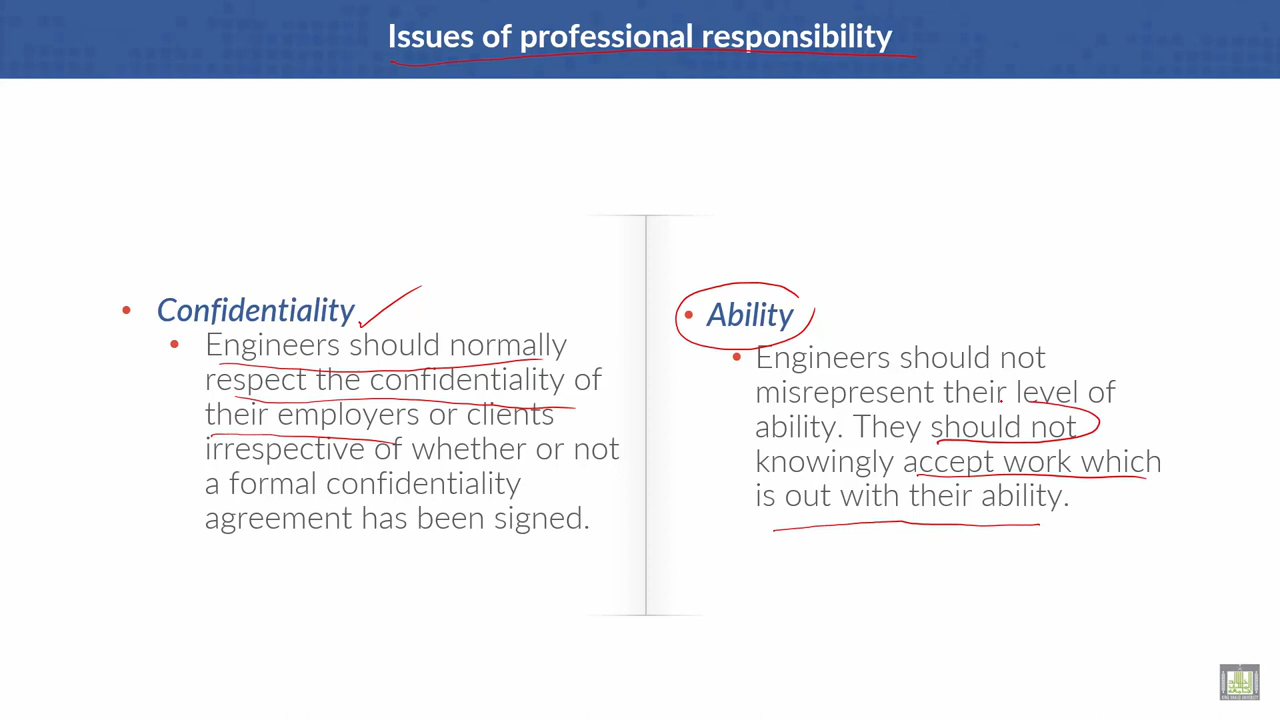 Issues of professional responsibility
• Confidentiality
• Engineers should normally
respect the confidentiality of
their employers or clients
irrespective of whether or not
a formal confidentiality
agreement has been signed.
• Ability
• Engineers should not
misrepresent their level of
ability. They should not
knowingly accept work which
is out with their ability.